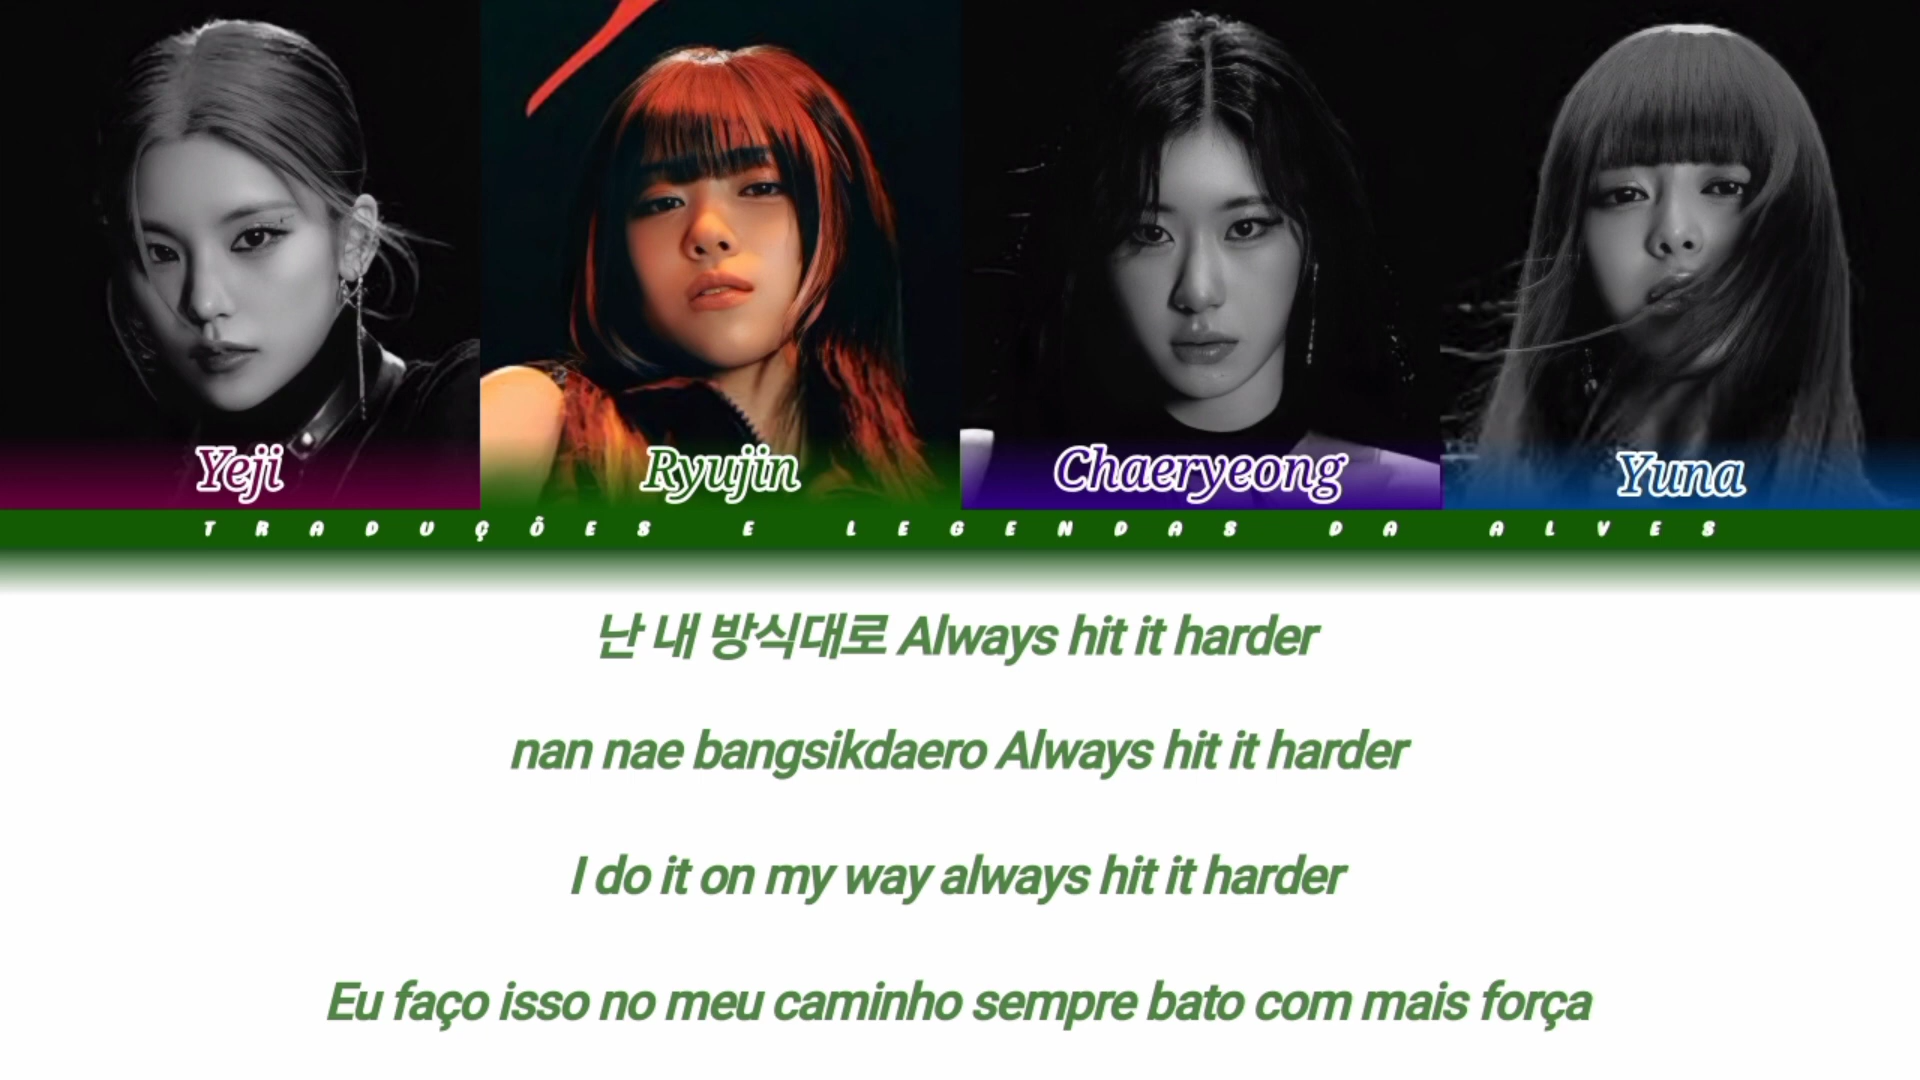 Yeji Ryujin Chaeryeong Yuna
TRADUÇÕES E LEGENDAS DA ALVES
난 내 방식대로 Always hit it harder
nan nae bangsikdaero Always hit it harder
I do it on my way always hit it harder
Eu faço isso no meu caminho sempre bato com mais força